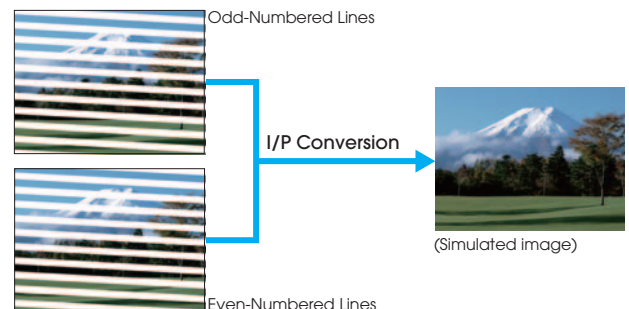 Odd-Numbered Lines
I/P Conversion
(Simulated image)
Even-Numbered Lines